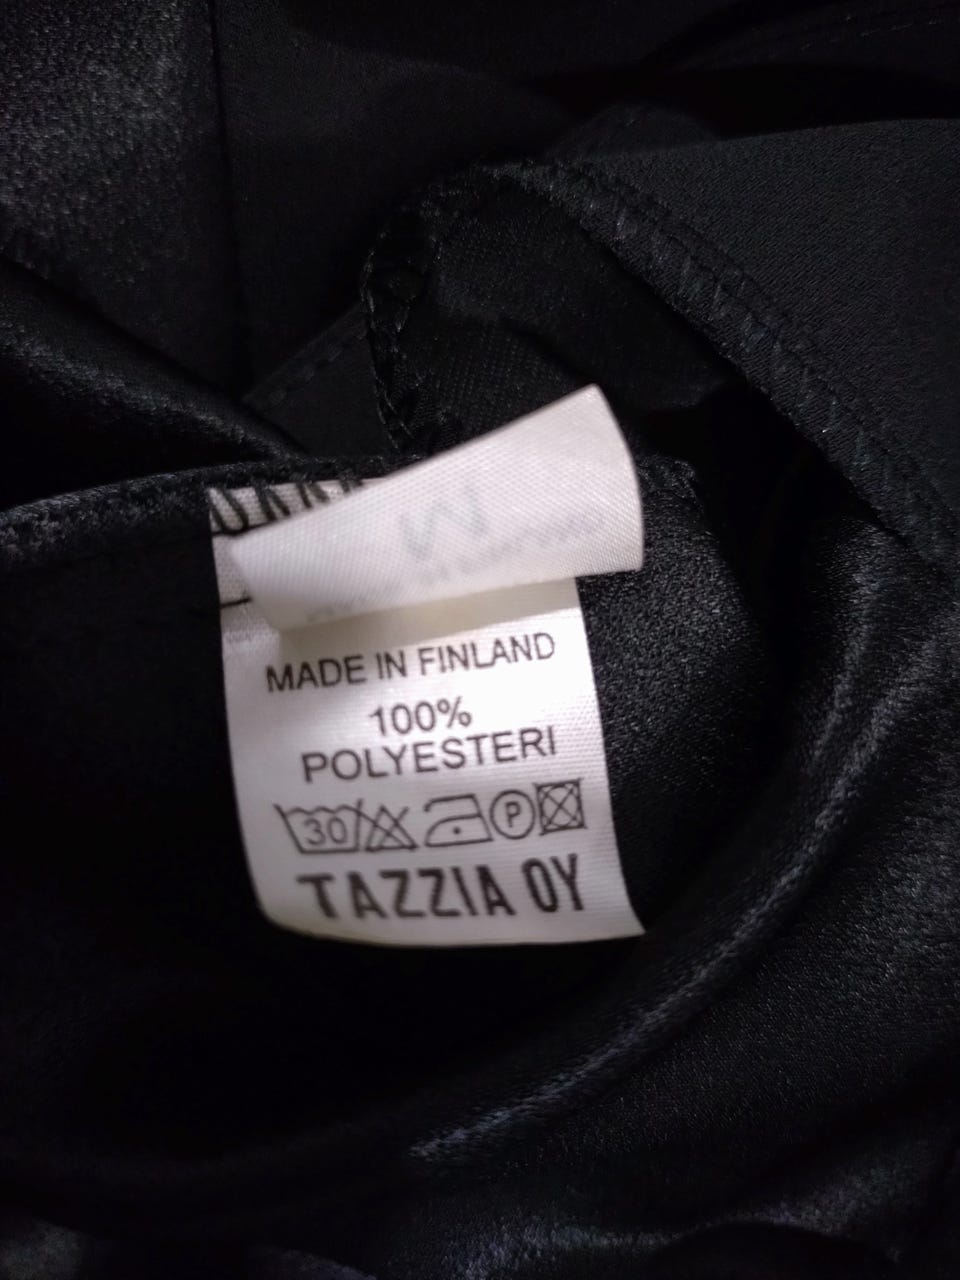 M
MADE IN FINLAND
100%
POLYESTERI
30 P
TAZZIA OY